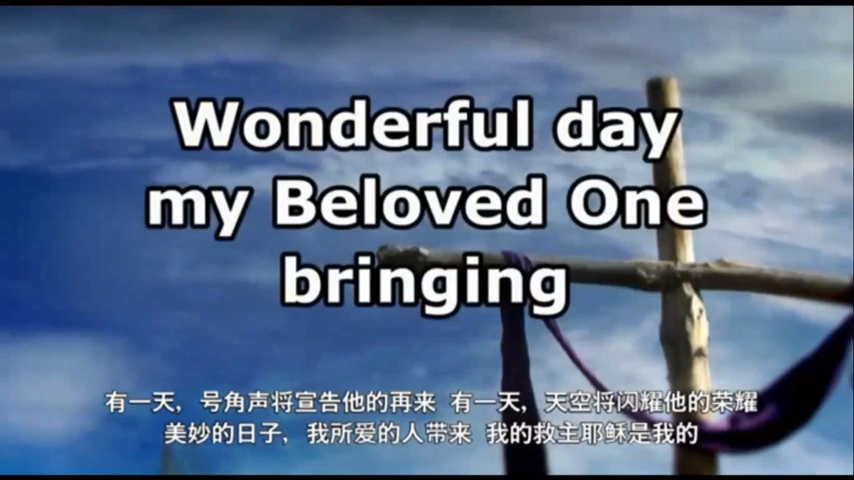 Wonderful day
my Beloved One
bringing
有一天，号角声将宣告他的再来 有一天，天空将闪耀他的荣耀
美妙的日子，我所爱的人带来 我的救主耶稣是我的